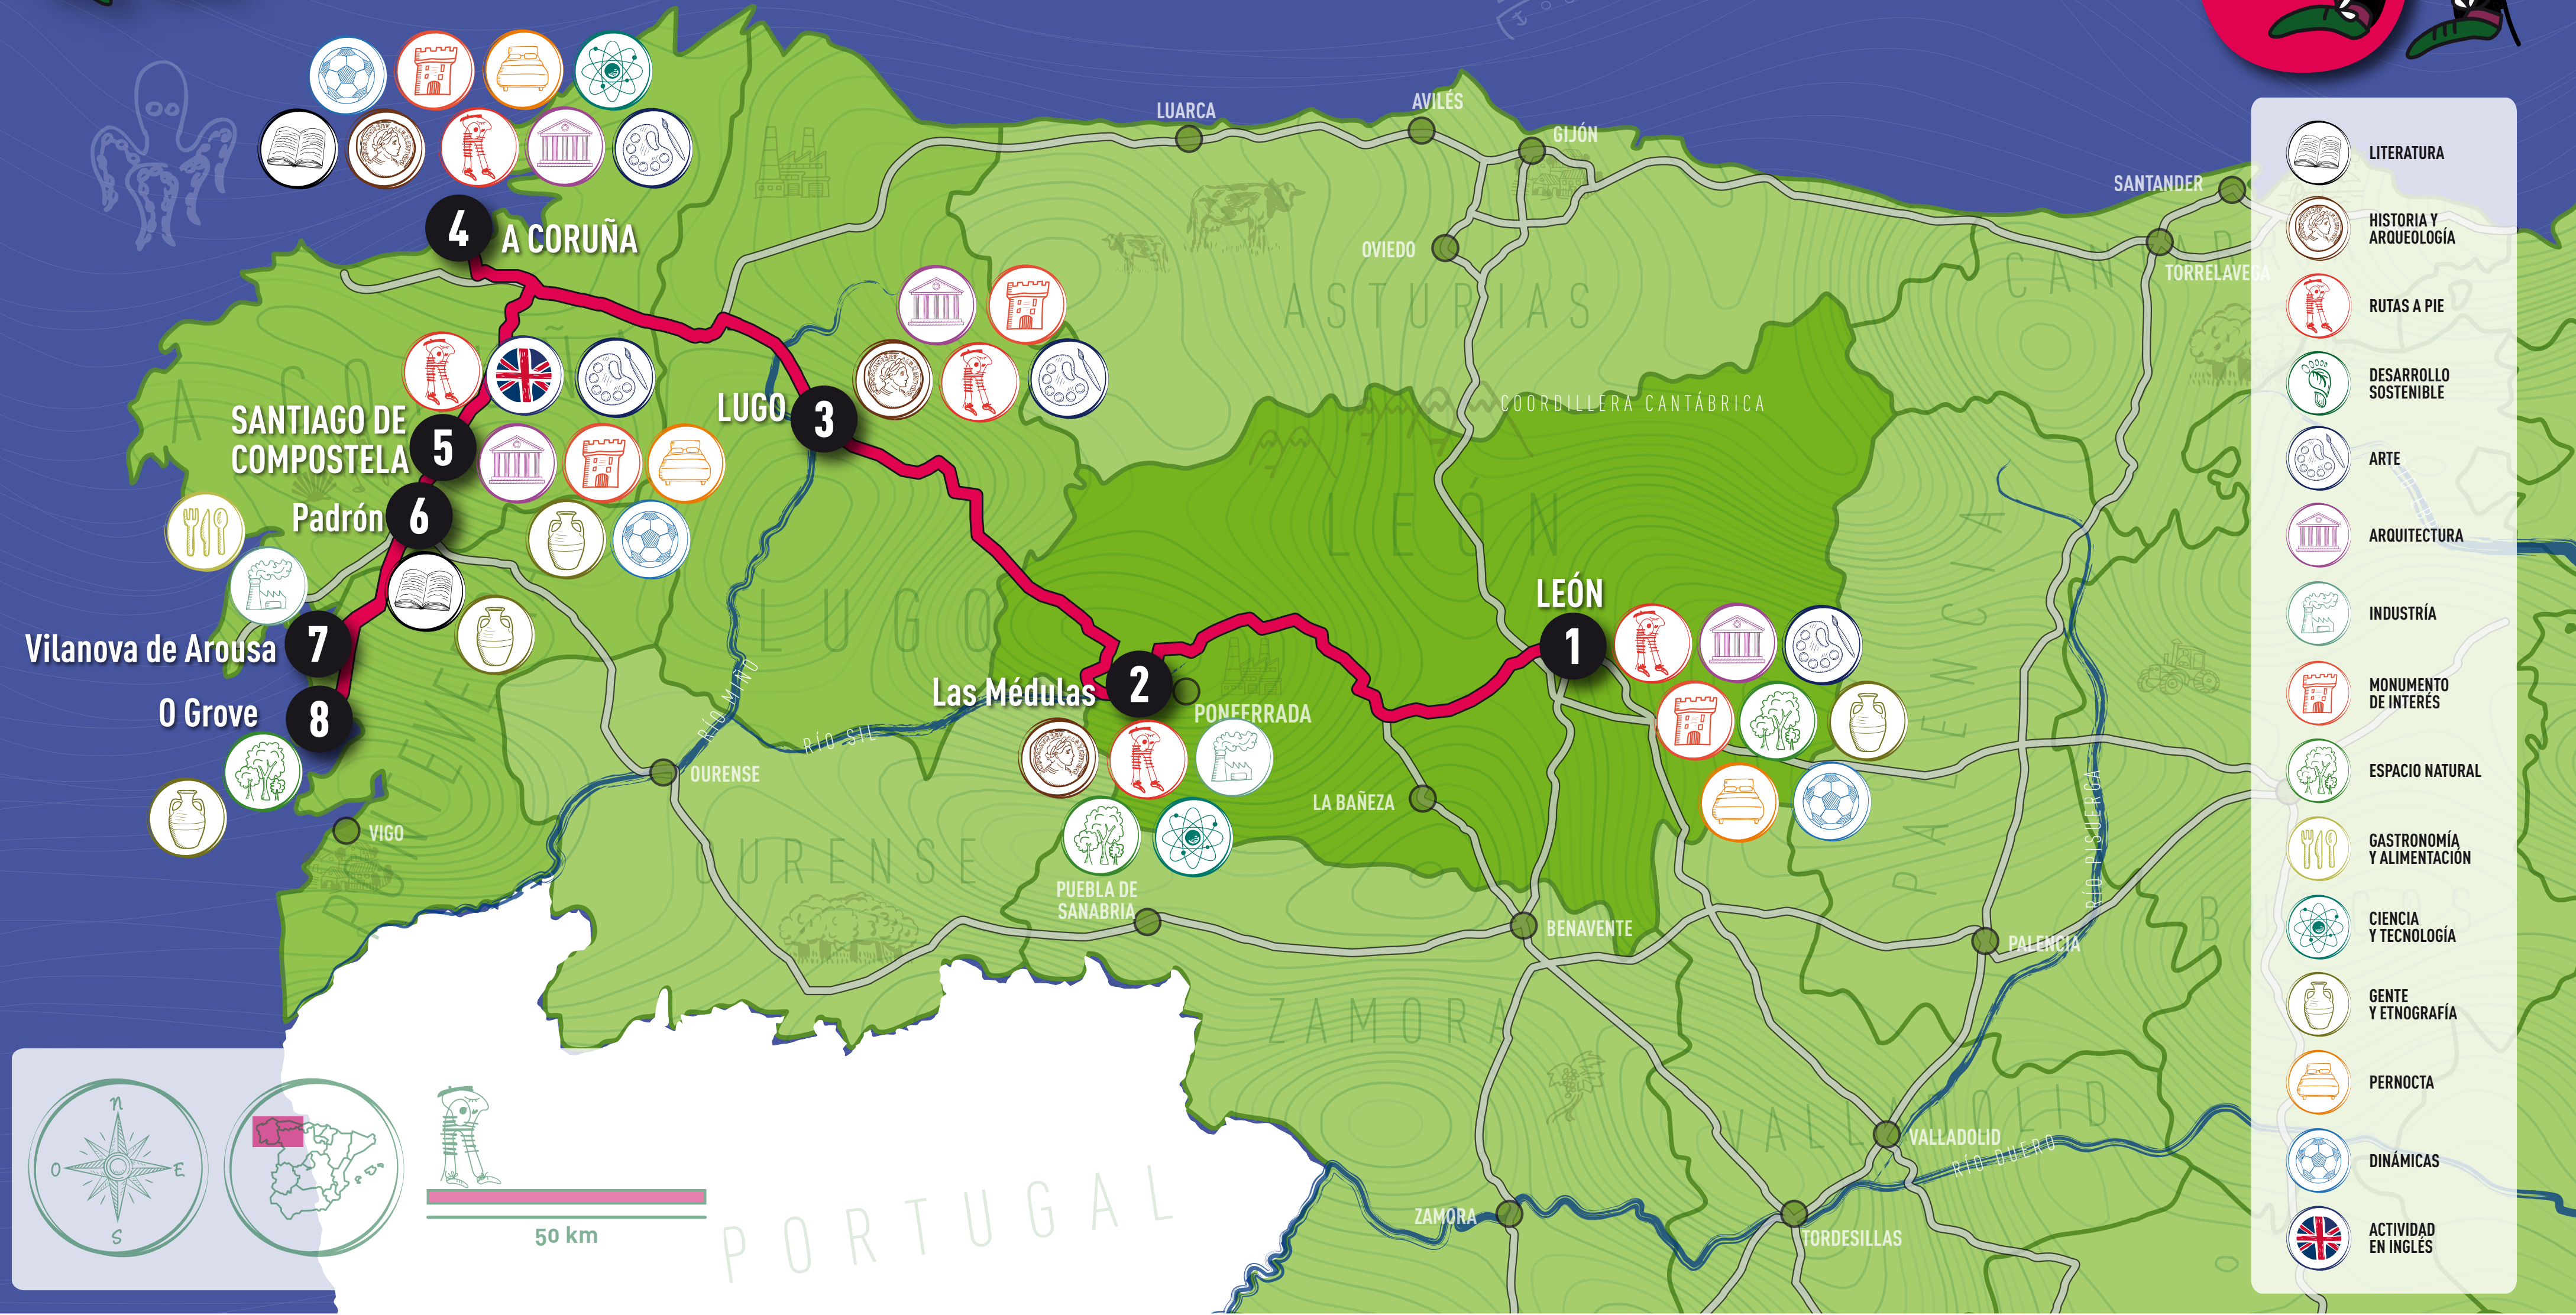 LUARCA
AVILÉS
GIJÓN
OVIEDO
SANTANDER
TORRELAVEGA
ASTURIAS
CAN
COORDILLERA CANTÁBRICA
4
A CORUÑA
A CO
ÑA
LUGO
3
SANTIAGO DE
COMPOSTELA
5
Padrón
6
Vilanova de Arousa
7
O Grove
8
LEÓN
LUGO
LEÓN
1
Las Médulas
2
PONFERRADA
RÍO MIÑO
RÍO SIL
OURENSE
VIGO
OURENSE
LA BAÑEZA
PUEBLA DE
SANABRIA
BENAVENTE
PALENCIA
PALENCIA
RÍO PISUERGA
ZAMORA
VALLADOLID
VALLADOLID
RÍO DUERO
ZAMORA
TORDESILLAS
PORTUGAL
N
O
E
S
50 km
LITERATURA
HISTORIA Y
ARQUEOLOGÍA
RUTAS A PIE
DESARROLLO
SOSTENIBLE
ARTE
ARQUITECTURA
INDUSTRÍA
MONUMENTO
DE INTERÉS
ESPACIO NATURAL
GASTRONOMÍA
Y ALIMENTACIÓN
CIENCIA
Y TECNOLOGÍA
GENTE
Y ETNOGRAFÍA
PERNOCTA
DINÁMICAS
ACTIVIDAD
EN INGLÉS